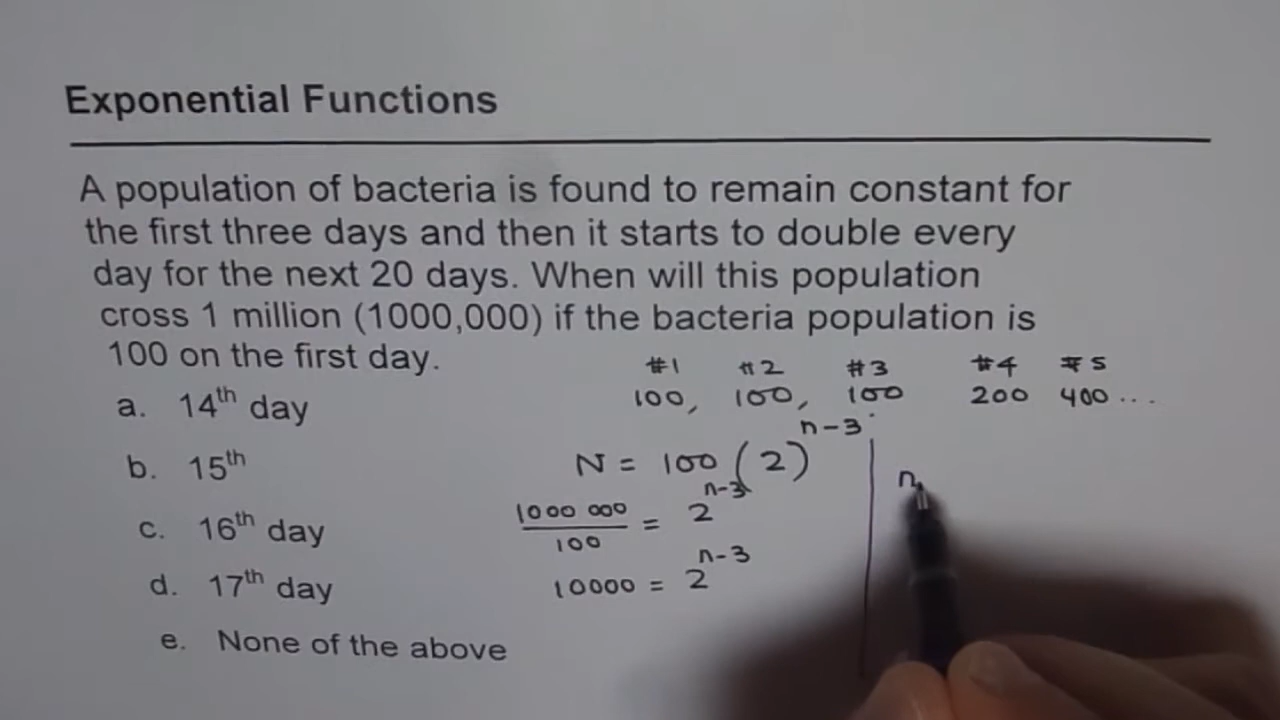 Exponential Functions
A population of bacteria is found to remain constant for
the first three days and then it starts to double every
day for the next 20 days. When will this population
cross 1 million (1000,000) if the bacteria population is
100 on the first day.
#1 #2 #3 #4 #5
100, 100, 100 200 400 ...
a. 14th day
b. 15th
c. 16th day
d. 17th day
e. None of the above
N = 100 (2)^n-3
1000 000 / 100 = 2^n-3
10000 = 2^n-3
n